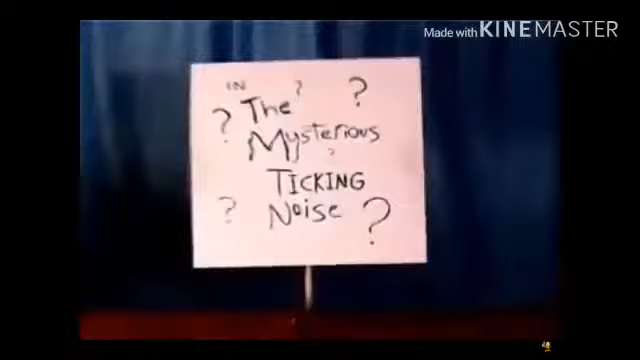 Made with KINEMASTER
IN ?
? The ?
Mysterious
?
TICKING
? Noise ?